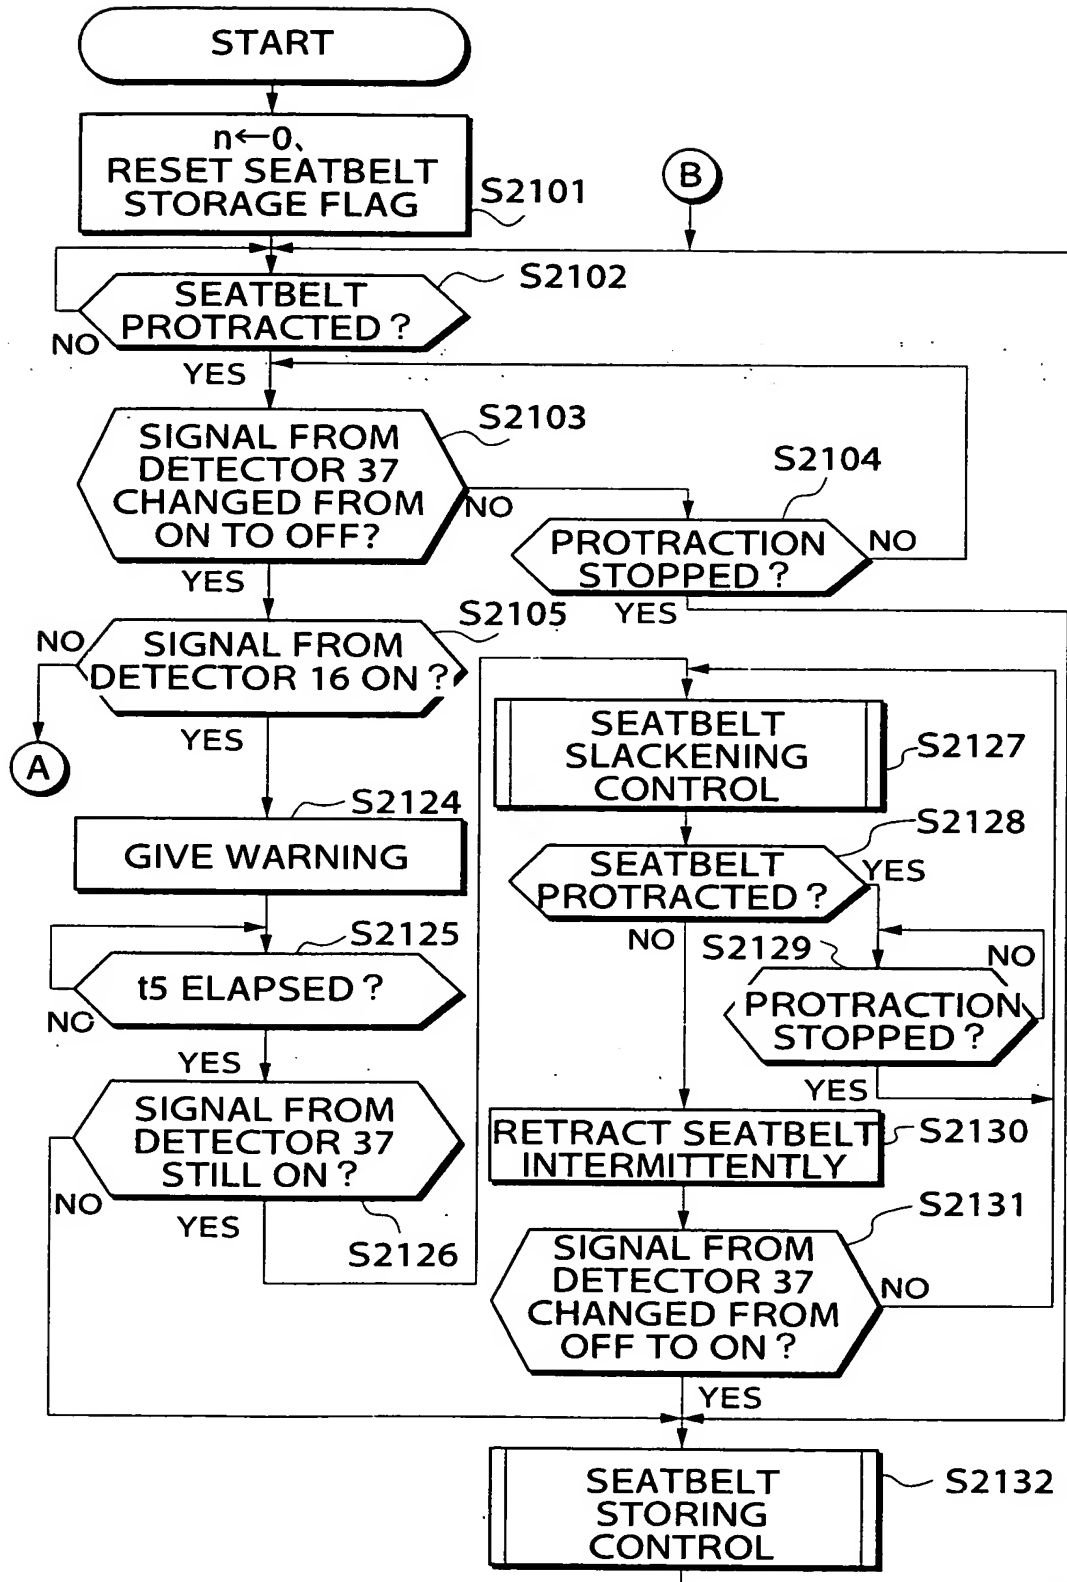 START
n←0、
RESET SEATBELT
STORAGE FLAG
S2101
B
S2102
SEATBELT
PROTRACTED?
NO
YES
S2103
SIGNAL FROM
DETECTOR 37
CHANGED FROM
ON TO OFF?
NO
YES
S2104
PROTRACTION
STOPPED?
NO
YES
S2105
NO
SIGNAL FROM
DETECTOR 16 ON?
YES
A
S2124
GIVE WARNING
S2125
t5 ELAPSED?
NO
YES
SIGNAL FROM
DETECTOR 37
STILL ON?
NO
YES
S2126
SEATBELT
SLACKENING
CONTROL
S2127
S2128
SEATBELT
PROTRACTED?
YES
NO
S2129
NO
PROTRACTION
STOPPED?
YES
RETRACT SEATBELT
INTERMITTENTLY
S2130
S2131
SIGNAL FROM
DETECTOR 37
CHANGED FROM
OFF TO ON?
NO
YES
SEATBELT
STORING
CONTROL
S2132